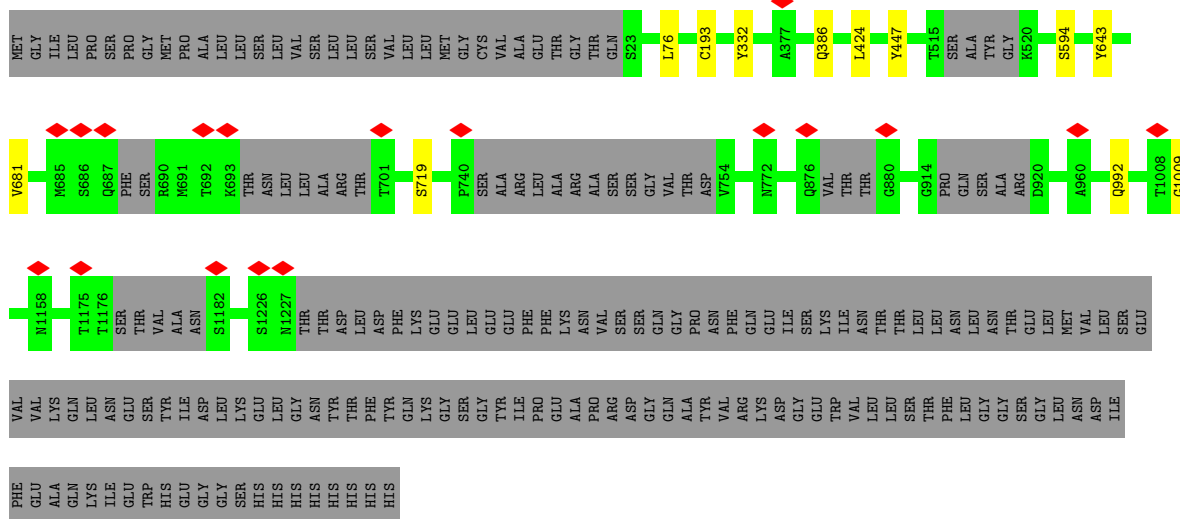 MET GLY ILE LEU PRO SER PRO GLY MET PRO ALA LEU LEU SER LEU VAL SER LEU LEU SER VAL LEU LEU MET GLY CYS VAL ALA GLU THR GLY THR GLN S23 L76 C193 Y332 A377 Q386 L424 Y447 T515 SER ALA TYR GLY K520 S594 Y643
V681 M685 S686 Q687 PHE SER R690 M691 T692 K693 THR ASN LEU LEU ALA ARG THR T701 S719 P740 SER ALA ARG LEU ALA ARG ALA SER SER GLY VAL THR ASP V754 N772 Q876 VAL THR THR G880 G914 PRO GLN SER ALA ARG D920 A960 Q992 T1008 G1009
N1158 T1175 T1176 SER THR VAL ALA ASN S1182 S1226 N1227 THR THR ASP LEU ASP PHE LYS GLU GLU LEU GLU GLU PHE PHE LYS ASN VAL SER SER GLN GLY PRO ASN PHE GLN GLU ILE SER LYS ILE ASN THR THR LEU LEU ASN LEU ASN THR GLU LEU MET VAL LEU SER GLU
VAL VAL LYS GLN LEU ASN GLU SER TYR ILE ASP LEU LYS GLU LEU GLY ASN TYR THR PHE TYR GLN LYS GLY SER GLY TYR ILE PRO GLU ALA PRO ARG ASP GLY GLN ALA TYR VAL ARG LYS ASP GLY GLU TRP VAL LEU LEU SER THR PHE LEU GLY GLY SER GLY LEU ASN ASP ILE
PHE GLU ALA GLN LYS ILE GLU TRP HIS GLU GLY GLY SER HIS HIS HIS HIS HIS HIS HIS HIS